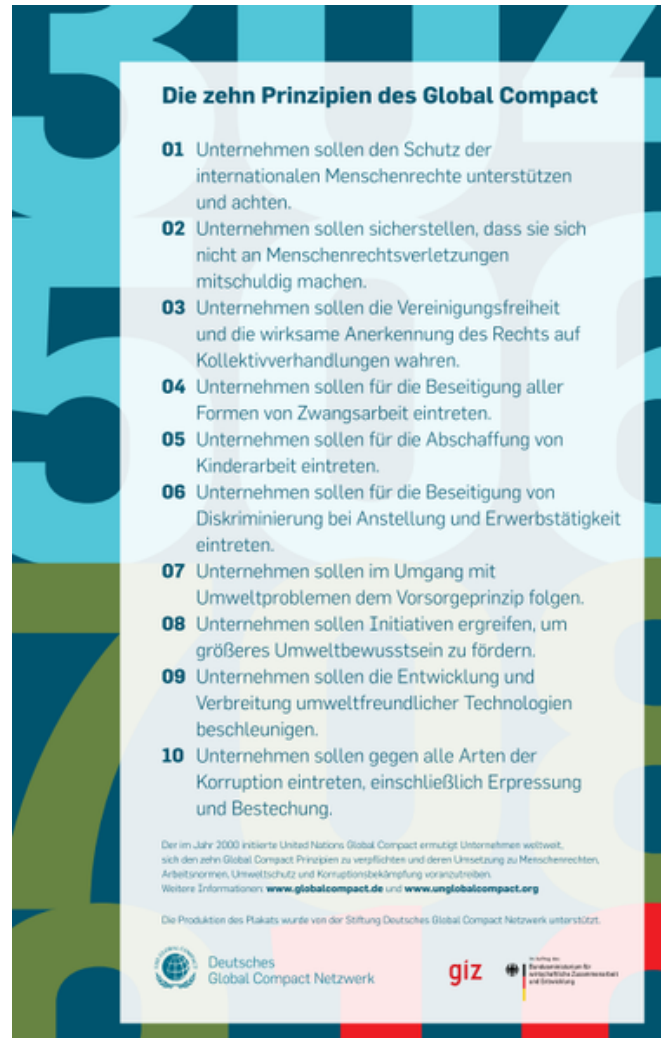 Die zehn Prinzipien des Global Compact
01 Unternehmen sollen den Schutz der
internationalen Menschenrechte unterstützen
und achten.
02 Unternehmen sollen sicherstellen, dass sie sich
nicht an Menschenrechtsverletzungen
mitschuldig machen.
03 Unternehmen sollen die Vereinigungsfreiheit
und die wirksame Anerkennung des Rechts auf
Kollektivverhandlungen wahren.
04 Unternehmen sollen für die Beseitigung aller
Formen von Zwangsarbeit eintreten.
05 Unternehmen sollen für die Abschaffung von
Kinderarbeit eintreten.
06 Unternehmen sollen für die Beseitigung von
Diskriminierung bei Anstellung und Erwerbstätigkeit
eintreten.
07 Unternehmen sollen im Umgang mit
Umweltproblemen dem Vorsorgeprinzip folgen.
08 Unternehmen sollen Initiativen ergreifen, um
größeres Umweltbewusstsein zu fördern.
09 Unternehmen sollen die Entwicklung und
Verbreitung umweltfreundlicher Technologien
beschleunigen.
10 Unternehmen sollen gegen alle Arten der
Korruption eintreten, einschließlich Erpressung
und Bestechung.
Der im Jahr 2000 initiierte United Nations Global Compact ermutigt Unternehmen weltweit,
sich den zehn Global Compact Prinzipien zu verpflichten und deren Umsetzung zu Menschenrechten,
Arbeitsnormen, Umweltschutz und Korruptionsbekämpfung voranzutreiben.
Weitere Informationen: www.globalcompact.de und www.unglobalcompact.org
Die Produktion des Plakats wurde von der Stiftung Deutsches Global Compact Netzwerk unterstützt.
Deutsches
Global Compact Netzwerk
giz
Im Auftrag des
Bundesministerium für
wirtschaftliche Zusammenarbeit
und Entwicklung